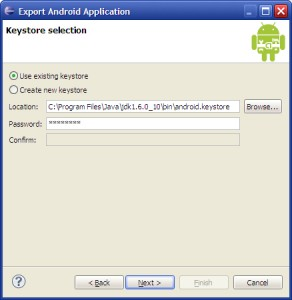 Export Android Application
Keystore selection
Use existing keystore
Create new keystore
Location: C:\Program Files\Java\jdk1.6.0_10\bin\android.keystore Browse...
Password: ********
Confirm:
? < Back Next > Finish Cancel